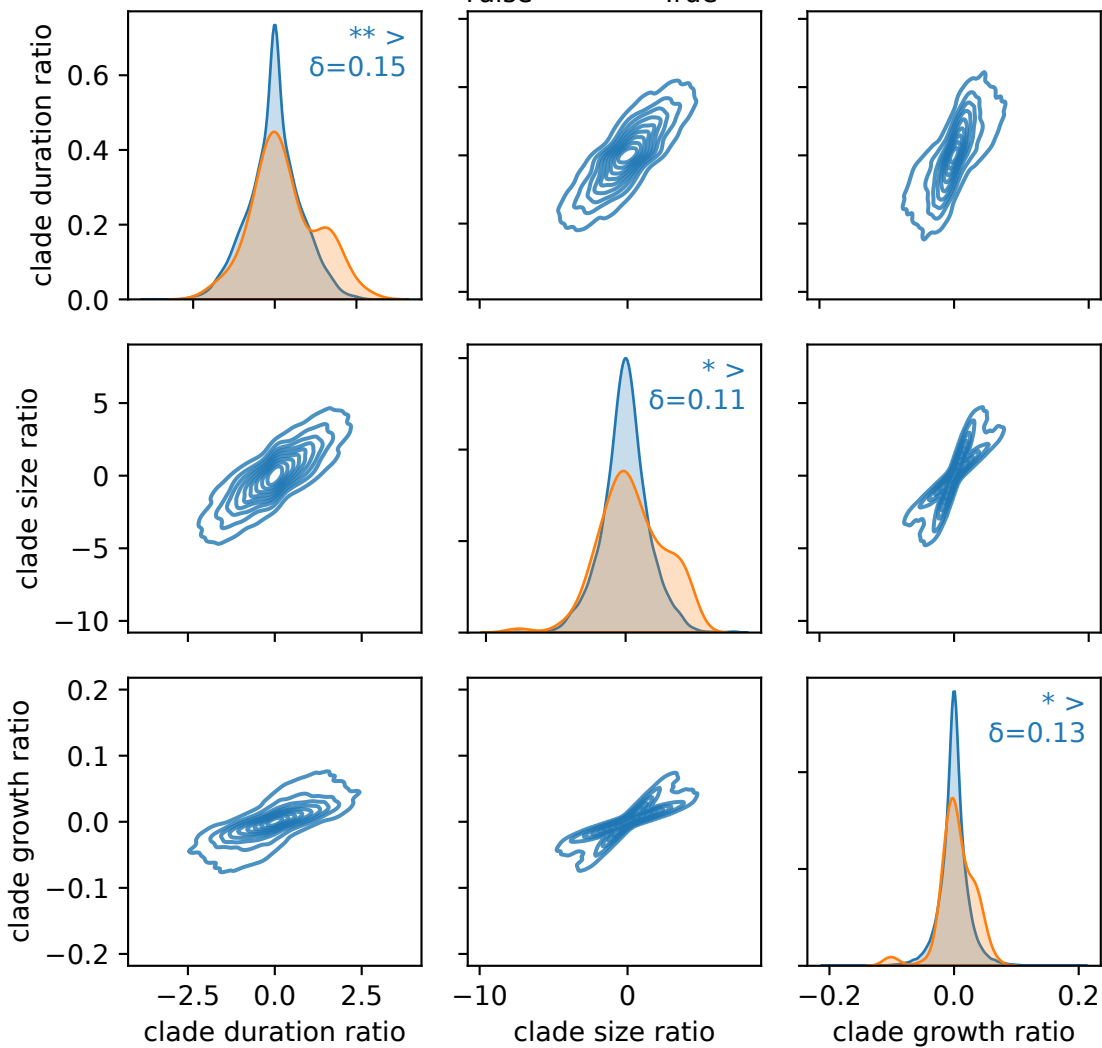 True
clade duration ratio
0.6
0.4
0.2
0.0
** >
δ=0.15
clade size ratio
5
0
−5
−10
* >
δ=0.11
clade growth ratio
0.2
0.1
0.0
−0.1
−0.2
* >
δ=0.13
−2.5
0.0
2.5
−10
0
−0.2
0.0
0.2
clade duration ratio
clade size ratio
clade growth ratio